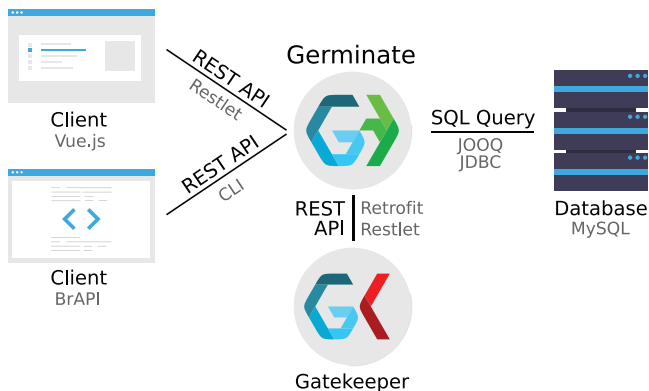 Client
Vue.js
REST API
Restlet
REST API
CLI
Client
BrAPI
Germinate
SQL Query
JOOQ
JDBC
Database
MySQL
REST
API
Retrofit
Restlet
Gatekeeper